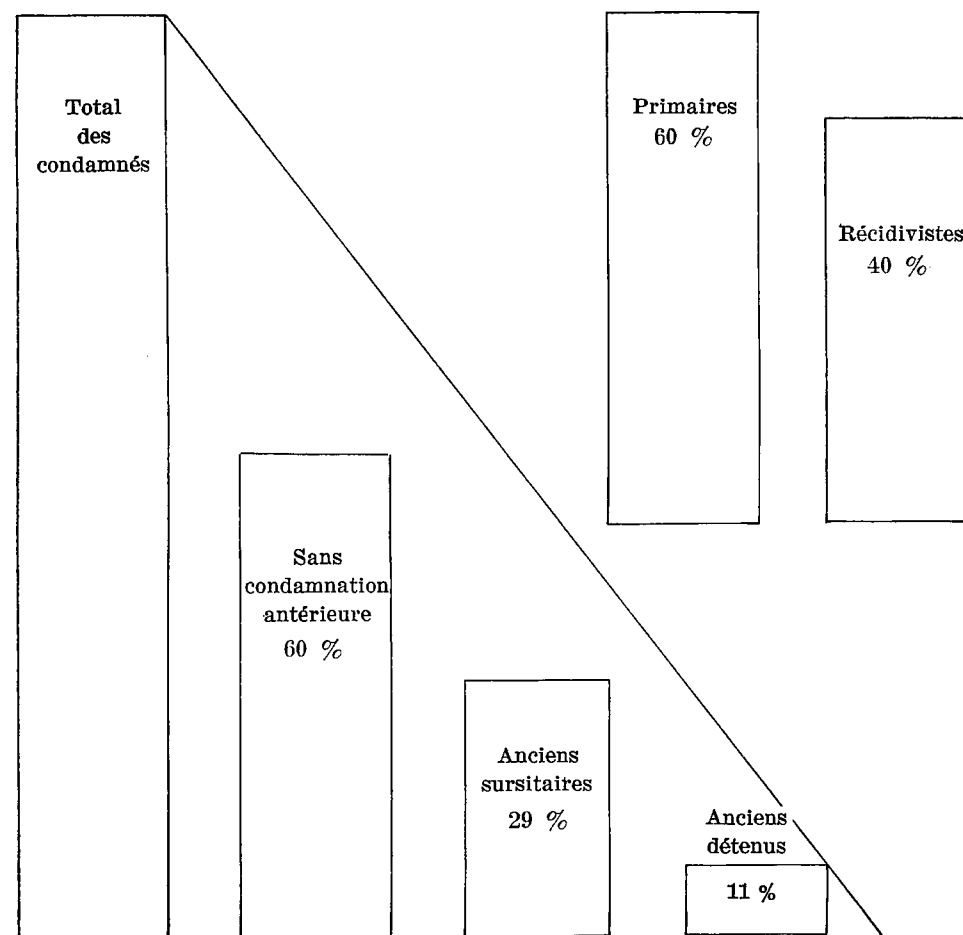 Total
des
condamnés
Primaires
60 %
Récidivistes
40 %
Sans
condamnation
antérieure
60 %
Anciens
sursitaires
29 %
Anciens
détenus
11 %